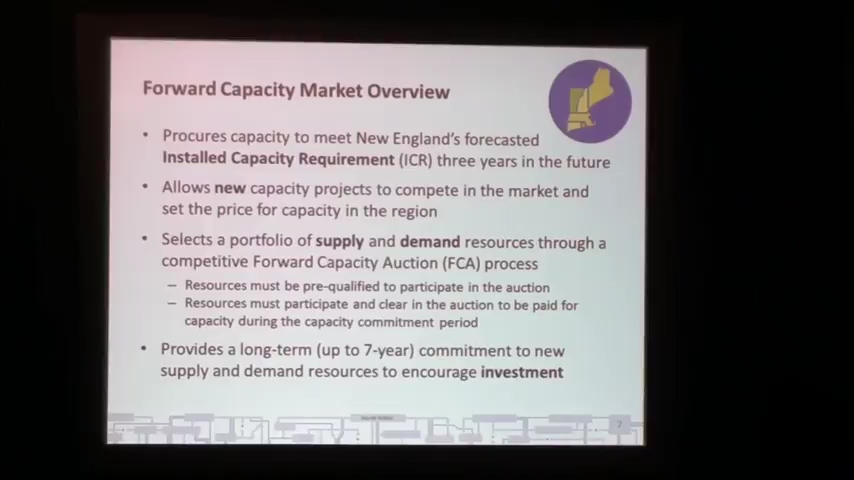 Forward Capacity Market Overview
• Procures capacity to meet New England's forecasted
Installed Capacity Requirement (ICR) three years in the future
• Allows new capacity projects to compete in the market and
set the price for capacity in the region
• Selects a portfolio of supply and demand resources through a
competitive Forward Capacity Auction (FCA) process
– Resources must be pre-qualified to participate in the auction
– Resources must participate and clear in the auction to be paid for
capacity during the capacity commitment period
• Provides a long-term (up to 7-year) commitment to new
supply and demand resources to encourage investment
7